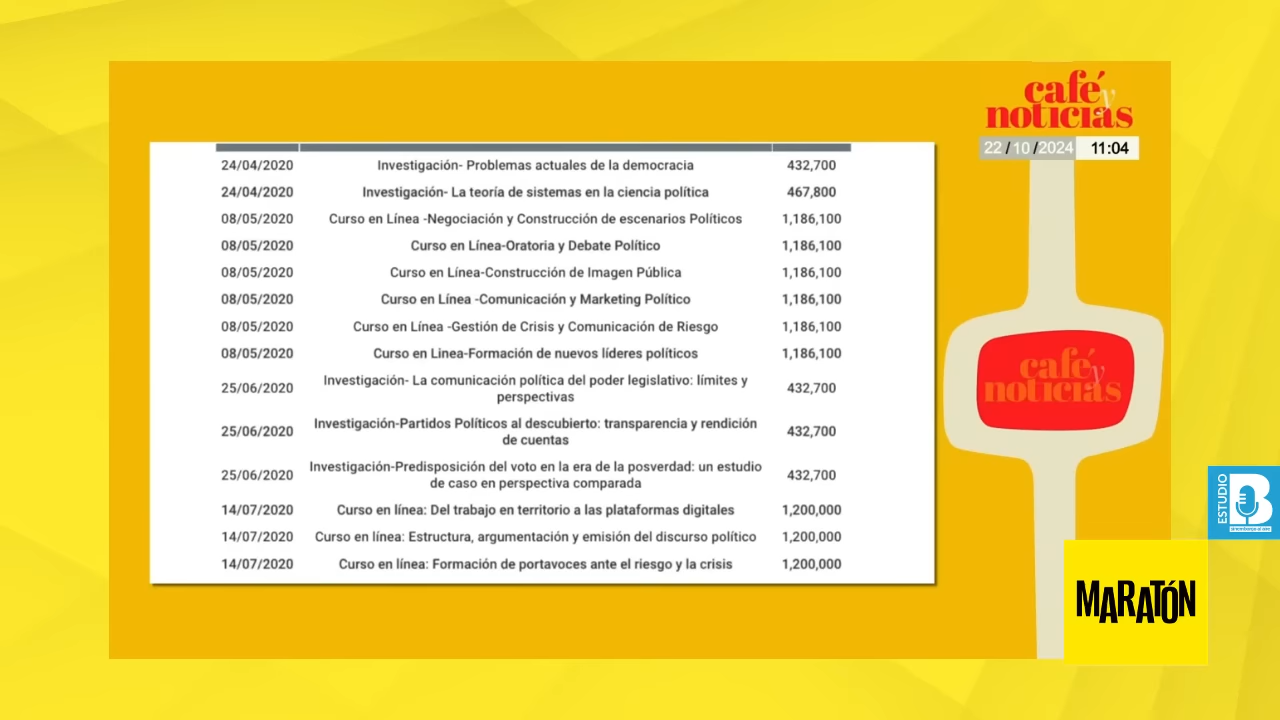 café y
noticias
22/10/2024 11:04
24/04/2020 Investigación- Problemas actuales de la democracia 432,700
24/04/2020 Investigación- La teoría de sistemas en la ciencia política 467,800
08/05/2020 Curso en Línea -Negociación y Construcción de escenarios Políticos 1,186,100
08/05/2020 Curso en Línea-Oratoria y Debate Político 1,186,100
08/05/2020 Curso en Línea-Construcción de Imagen Pública 1,186,100
08/05/2020 Curso en Línea -Comunicación y Marketing Político 1,186,100
08/05/2020 Curso en Línea -Gestión de Crisis y Comunicación de Riesgo 1,186,100
08/05/2020 Curso en Linea-Formación de nuevos líderes políticos 1,186,100
25/06/2020 Investigación- La comunicación política del poder legislativo: límites y
perspectivas 432,700
25/06/2020 Investigación-Partidos Políticos al descubierto: transparencia y rendición
de cuentas 432,700
25/06/2020 Investigación-Predisposición del voto en la era de la posverdad: un estudio
de caso en perspectiva comparada 432,700
14/07/2020 Curso en línea: Del trabajo en territorio a las plataformas digitales 1,200,000
14/07/2020 Curso en línea: Estructura, argumentación y emisión del discurso político 1,200,000
14/07/2020 Curso en línea: Formación de portavoces ante el riesgo y la crisis 1,200,000
café y
noticias
ESTUDIO
B
MARATÓN